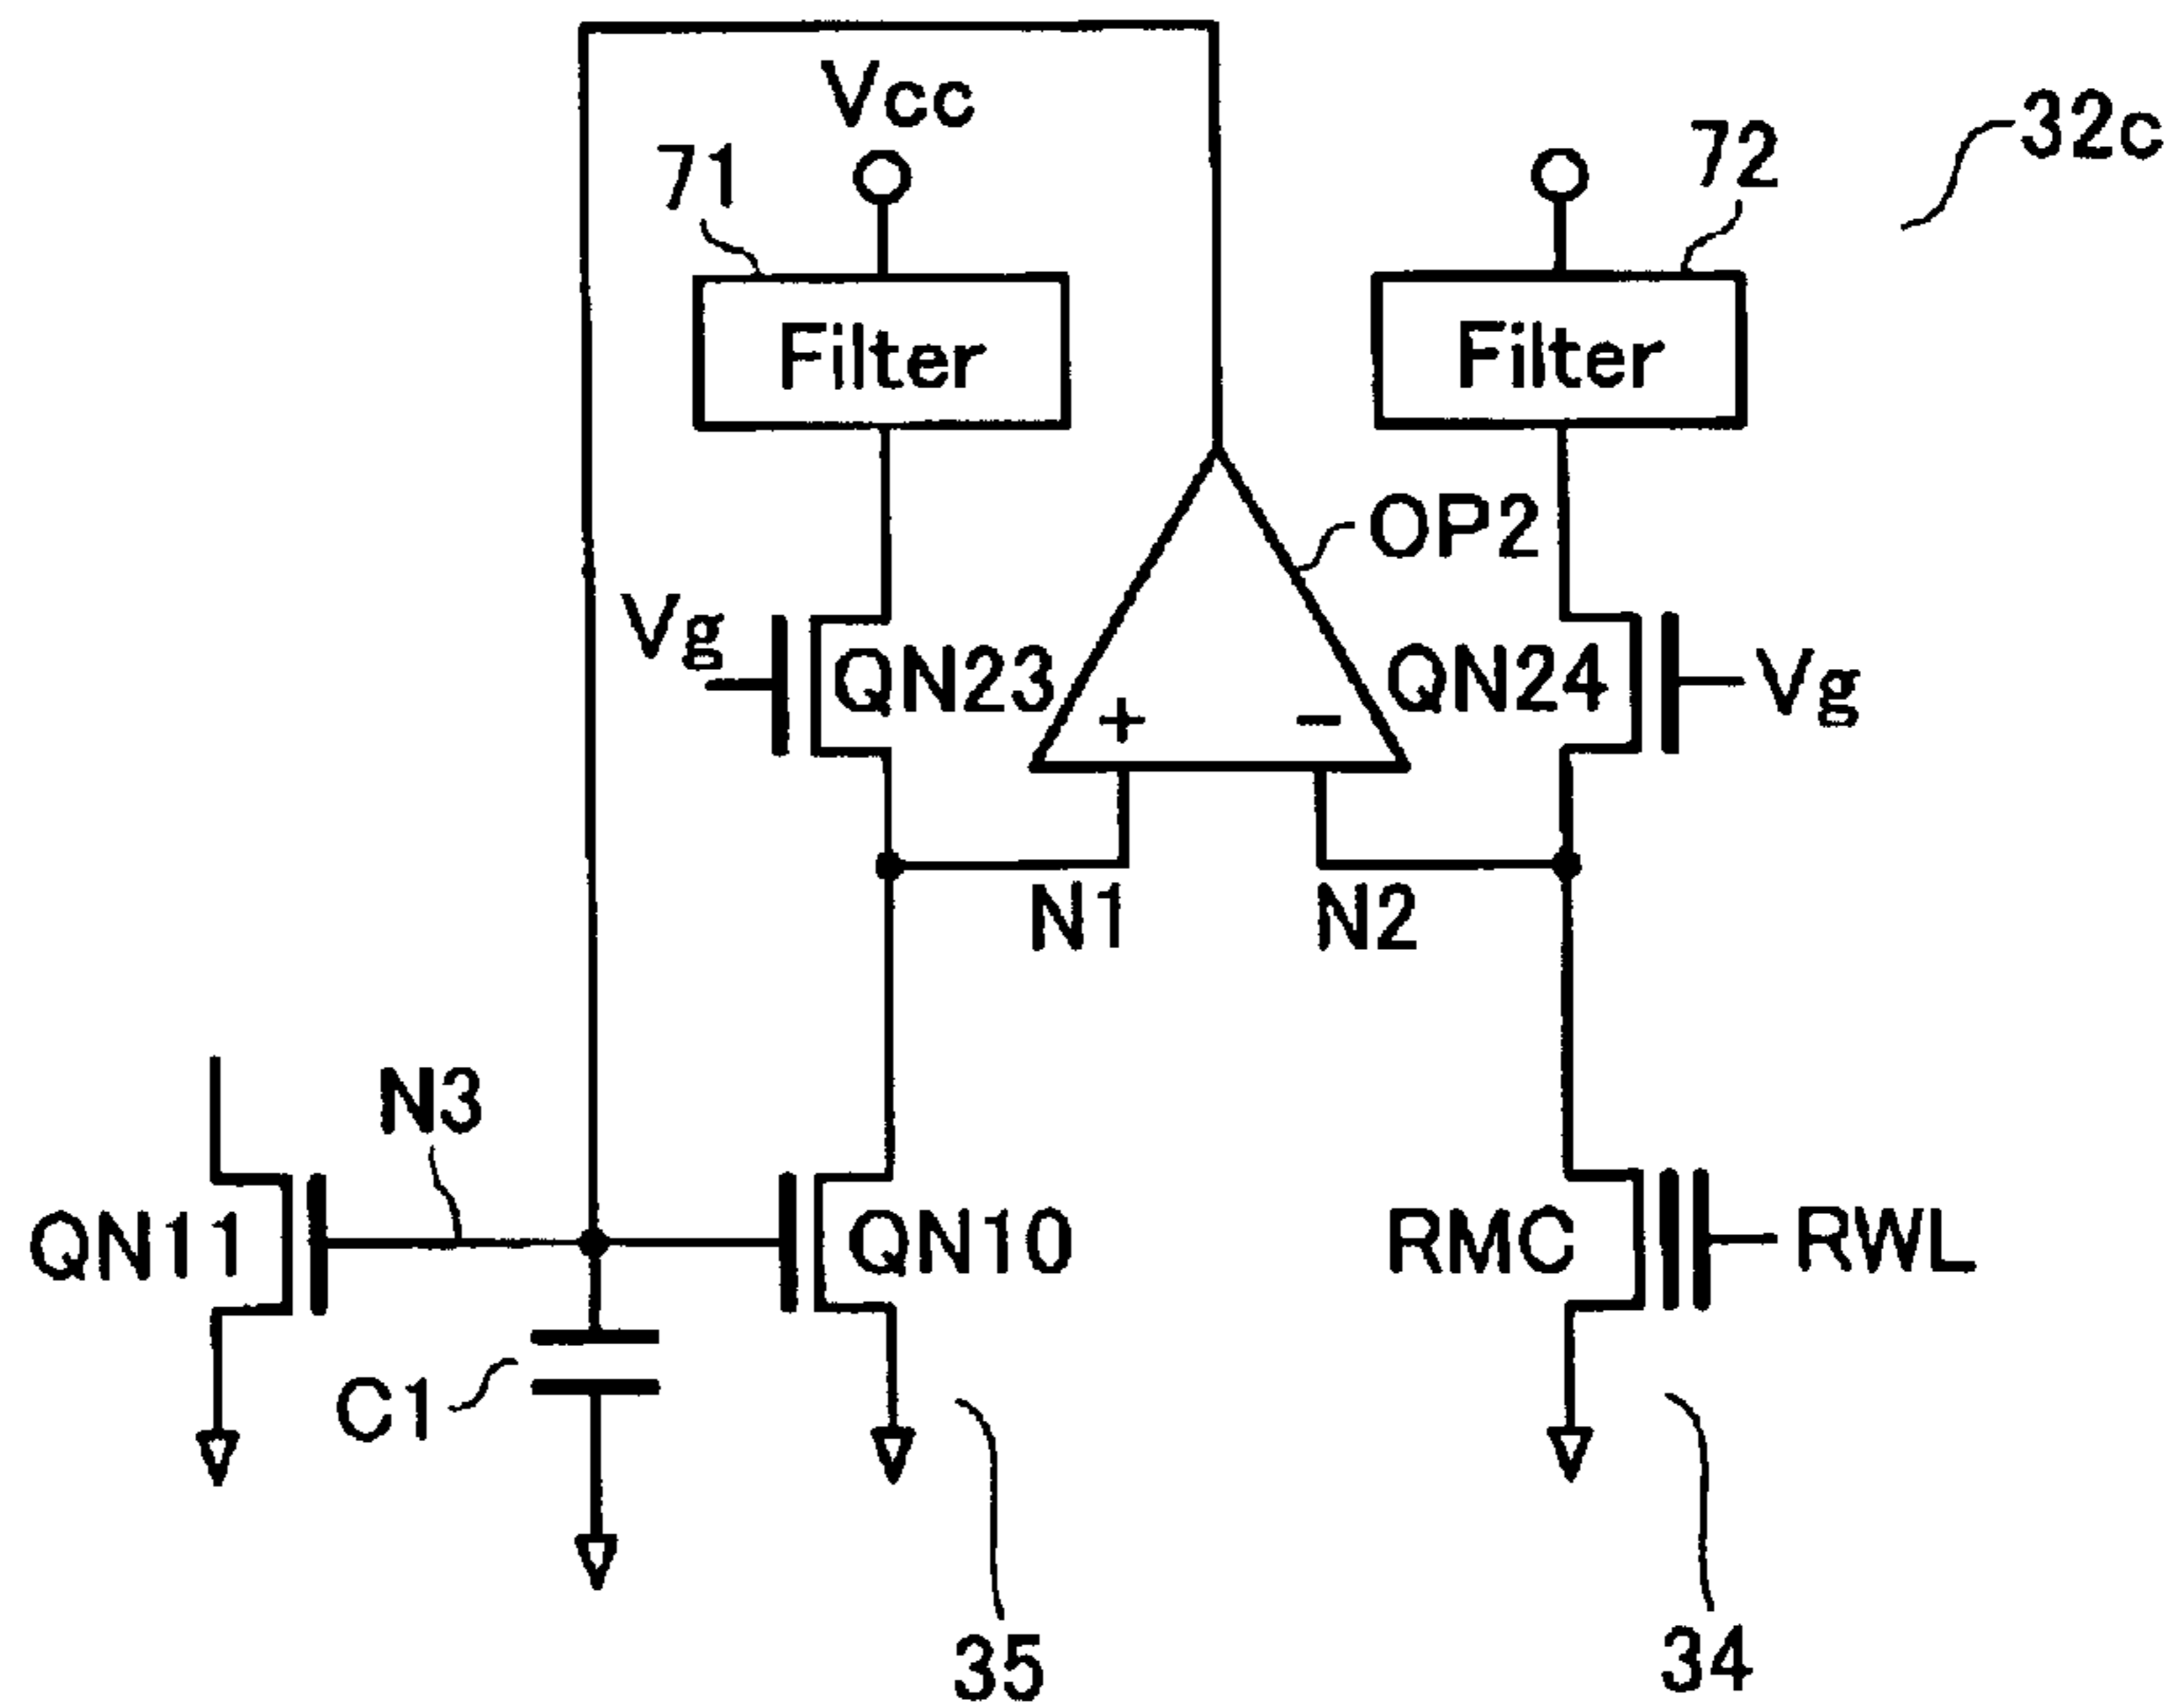 Vcc
32c
71
72
Filter
Filter
OP2
Vg
QN23
QN24
Vg
+
−
N1
N2
N3
QN11
QN10
RMC
RWL
C1
35
34